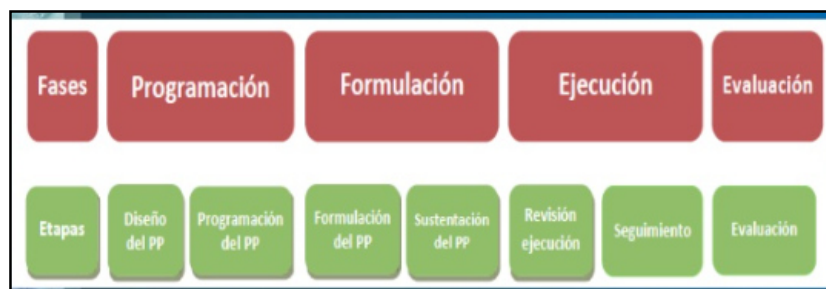 Fases
Programación
Formulación
Ejecución
Evaluación
Etapas
Diseño
del PP
Programación
del PP
Formulación
del PP
Sustentación
del PP
Revisión
ejecución
Seguimiento
Evaluación